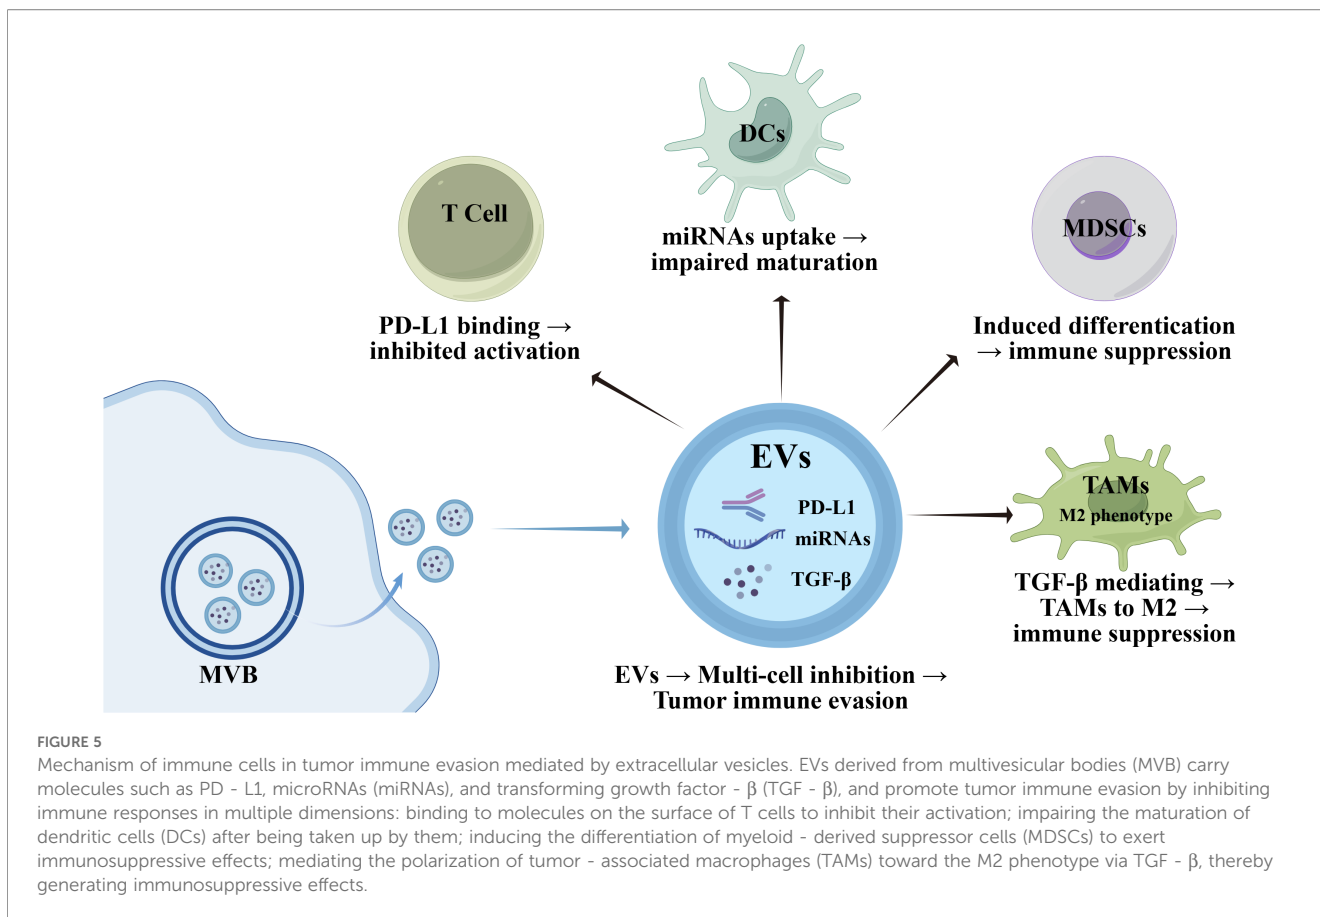 DCs
miRNAs uptake →
impaired maturation
T Cell
PD-L1 binding →
inhibited activation
MDSCs
Induced differentication
→ immune suppression
EVs
PD-L1
miRNAs
TGF-β
TAMs
M2 phenotype
TGF-β mediating →
TAMs to M2 →
immune suppression
MVB
EVs → Multi-cell inhibition →
Tumor immune evasion
FIGURE 5
Mechanism of immune cells in tumor immune evasion mediated by extracellular vesicles. EVs derived from multivesicular bodies (MVB) carry
molecules such as PD - L1, microRNAs (miRNAs), and transforming growth factor - β (TGF - β), and promote tumor immune evasion by inhibiting
immune responses in multiple dimensions: binding to molecules on the surface of T cells to inhibit their activation; impairing the maturation of
dendritic cells (DCs) after being taken up by them; inducing the differentiation of myeloid - derived suppressor cells (MDSCs) to exert
immunosuppressive effects; mediating the polarization of tumor - associated macrophages (TAMs) toward the M2 phenotype via TGF - β, thereby
generating immunosuppressive effects.